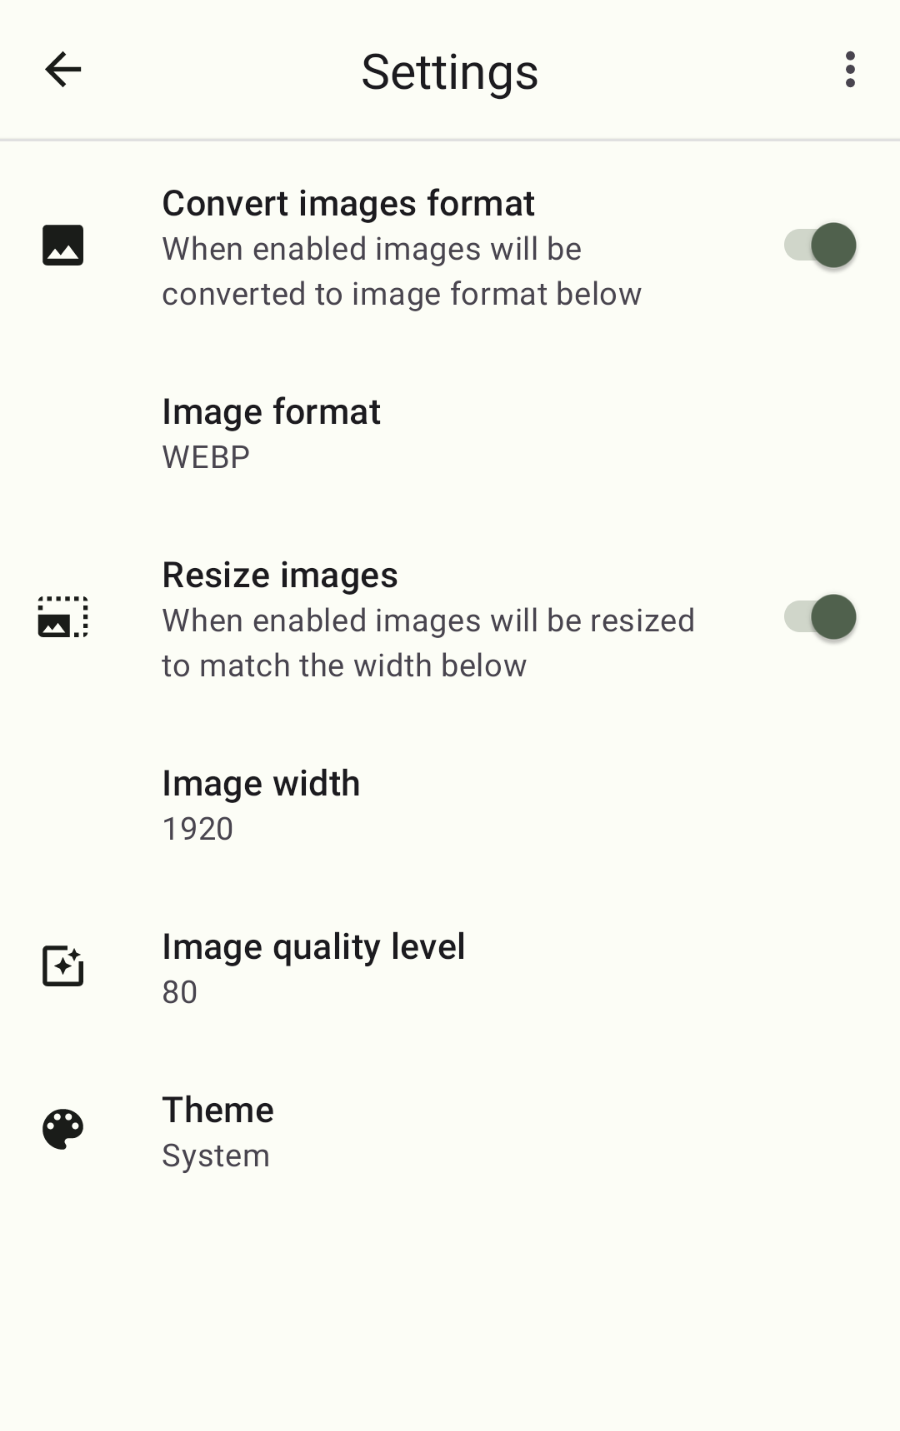 Settings
Convert images format
When enabled images will be
converted to image format below
Image format
WEBP
Resize images
When enabled images will be resized
to match the width below
Image width
1920
Image quality level
80
Theme
System